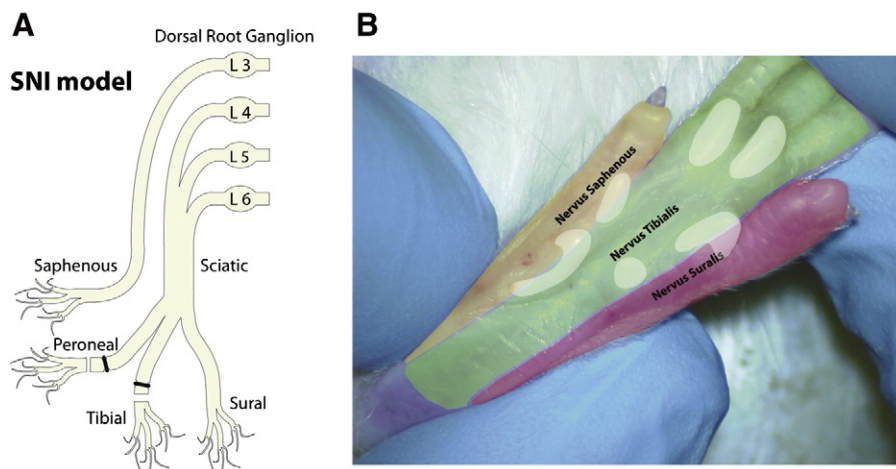 A
Dorsal Root Ganglion
SNI model
L 3
L 4
L 5
L 6
Saphenous
Sciatic
Peroneal
Tibial
Sural
B
Nervus Saphenous
Nervus Tibialis
Nervus Suralis